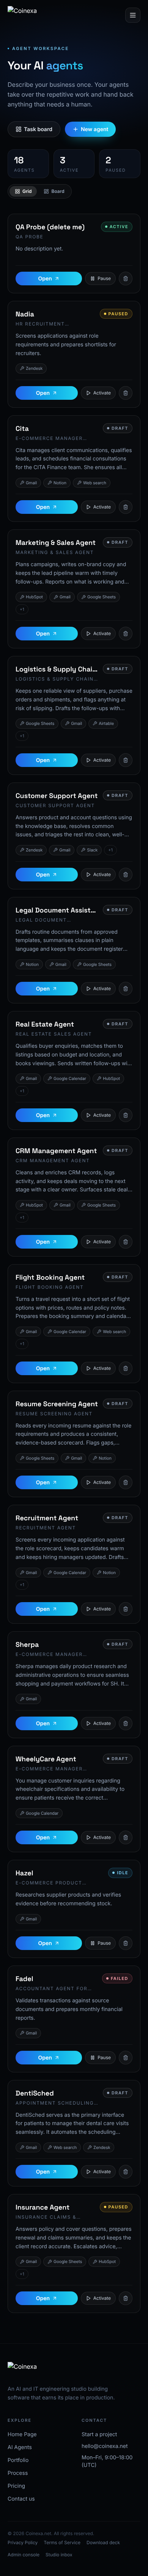 Coinexa
AGENT WORKSPACE
Your AI agents
Describe your business once. Your agents take
over the repetitive work and hand back
anything that needs a human.
Task board
New agent
18
AGENTS
3
ACTIVE
2
PAUSED
Grid
Board
QA Probe (delete me)
ACTIVE
QA PROBE
No description yet.
Open
Pause
Nadia
PAUSED
HR RECRUITMENT…
Screens applications against role
requirements and prepares shortlists for
recruiters.
Zendesk
Open
Activate
Cita
DRAFT
E-COMMERCE MANAGER…
Cita manages client communications, qualifies
leads, and schedules financial consultations
for the CITA Finance team. She ensures all…
Gmail
Notion
Web search
Open
Activate
Marketing & Sales Agent
DRAFT
MARKETING & SALES AGENT
Plans campaigns, writes on-brand copy and
keeps the lead pipeline warm with timely
follow-ups. Reports on what is working and…
HubSpot
Gmail
Google Sheets
+1
Open
Activate
Logistics & Supply Chai…
DRAFT
LOGISTICS & SUPPLY CHAIN…
Keeps one reliable view of suppliers, purchase
orders and shipments, and flags anything at
risk of slipping. Drafts the follow-ups with…
Google Sheets
Gmail
Airtable
+1
Open
Activate
Customer Support Agent
DRAFT
CUSTOMER SUPPORT AGENT
Answers product and account questions using
the knowledge base, resolves common
issues, and triages the rest into clean, well-…
Zendesk
Gmail
Slack
+1
Open
Activate
Legal Document Assist…
DRAFT
LEGAL DOCUMENT…
Drafts routine documents from approved
templates, summarises clauses in plain
language and keeps the document register…
Notion
Gmail
Google Sheets
Open
Activate
Real Estate Agent
DRAFT
REAL ESTATE SALES AGENT
Qualifies buyer enquiries, matches them to
listings based on budget and location, and
books viewings. Sends written follow-ups wi…
Gmail
Google Calendar
HubSpot
+1
Open
Activate
CRM Management Agent
DRAFT
CRM MANAGEMENT AGENT
Cleans and enriches CRM records, logs
activity, and keeps every deal moving to the next
stage with a clear owner. Surfaces stale deal…
HubSpot
Gmail
Google Sheets
+1
Open
Activate
Flight Booking Agent
DRAFT
FLIGHT BOOKING AGENT
Turns a travel request into a short set of flight
options with prices, routes and policy notes.
Prepares the booking summary and calenda…
Gmail
Google Calendar
Web search
+1
Open
Activate
Resume Screening Agent
DRAFT
RESUME SCREENING AGENT
Reads every incoming resume against the role
requirements and produces a consistent,
evidence-based scorecard. Flags gaps,…
Google Sheets
Gmail
Notion
Open
Activate
Recruitment Agent
DRAFT
RECRUITMENT AGENT
Screens every incoming application against
the role scorecard, keeps candidates warm
and keeps hiring managers updated. Drafts…
Gmail
Google Calendar
Notion
+1
Open
Activate
Sherpa
DRAFT
E-COMMERCE MANAGER…
Sherpa manages daily product research and
administrative operations to ensure seamless
shipping and payment workflows for SH. It…
Gmail
Open
Activate
WheelyCare Agent
DRAFT
E-COMMERCE MANAGER…
You manage customer inquiries regarding
wheelchair specifications and availability to
ensure patients receive the correct…
Google Calendar
Open
Activate
Hazel
IDLE
E-COMMERCE PRODUCT…
Researches supplier products and verifies
evidence before recommending stock.
Gmail
Open
Pause
Fadel
FAILED
ACCOUNTANT AGENT FOR…
Validates transactions against source
documents and prepares monthly financial
reports.
Gmail
Open
Pause
DentiSched
DRAFT
APPOINTMENT SCHEDULING…
DentiSched serves as the primary interface
for patients to manage their dental care visits
intelligently. It automates the scheduling…
Gmail
Web search
Zendesk
Open
Activate
Insurance Agent
PAUSED
INSURANCE CLAIMS &…
Answers policy and cover questions, prepares
renewal and claims summaries, and keeps the
client record accurate. Escalates advice,…
Gmail
Google Sheets
HubSpot
+1
Open
Activate
Coinexa
An AI and IT engineering studio building
software that earns its place in production.
EXPLORE
CONTACT
Home Page
Start a project
AI Agents
hello@coinexa.net
Portfolio
Mon–Fri, 9:00–18:00
(UTC)
Process
Pricing
Contact us
© 2026 Coinexa.net. All rights reserved.
Privacy Policy
Terms of Service
Download deck
Admin console
Studio inbox